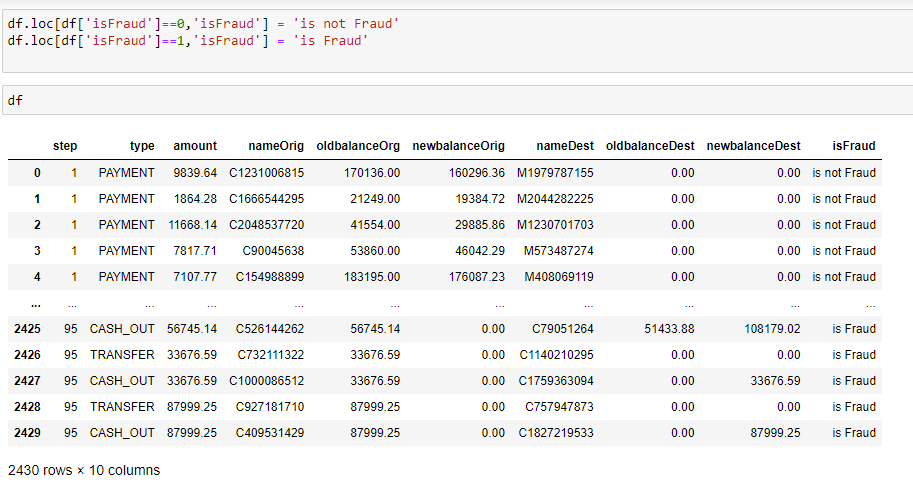 df.loc[df['isFraud']==0,'isFraud'] = 'is not Fraud'
df.loc[df['isFraud']==1,'isFraud'] = 'is Fraud'
df
step type amount nameOrig oldbalanceOrg newbalanceOrig nameDest oldbalanceDest newbalanceDest isFraud
0 1 PAYMENT 9839.64 C1231006815 170136.00 160296.36 M1979787155 0.00 0.00 is not Fraud
1 1 PAYMENT 1864.28 C1666544295 21249.00 19384.72 M2044282225 0.00 0.00 is not Fraud
2 1 PAYMENT 11668.14 C2048537720 41554.00 29885.86 M1230701703 0.00 0.00 is not Fraud
3 1 PAYMENT 7817.71 C90045638 53860.00 46042.29 M573487274 0.00 0.00 is not Fraud
4 1 PAYMENT 7107.77 C154988899 183195.00 176087.23 M408069119 0.00 0.00 is not Fraud
... ... ... ... ... ... ... ... ... ... ...
2425 95 CASH_OUT 56745.14 C526144262 56745.14 0.00 C79051264 51433.88 108179.02 is Fraud
2426 95 TRANSFER 33676.59 C732111322 33676.59 0.00 C1140210295 0.00 0.00 is Fraud
2427 95 CASH_OUT 33676.59 C1000086512 33676.59 0.00 C1759363094 0.00 33676.59 is Fraud
2428 95 TRANSFER 87999.25 C927181710 87999.25 0.00 C757947873 0.00 0.00 is Fraud
2429 95 CASH_OUT 87999.25 C409531429 87999.25 0.00 C1827219533 0.00 87999.25 is Fraud
2430 rows × 10 columns